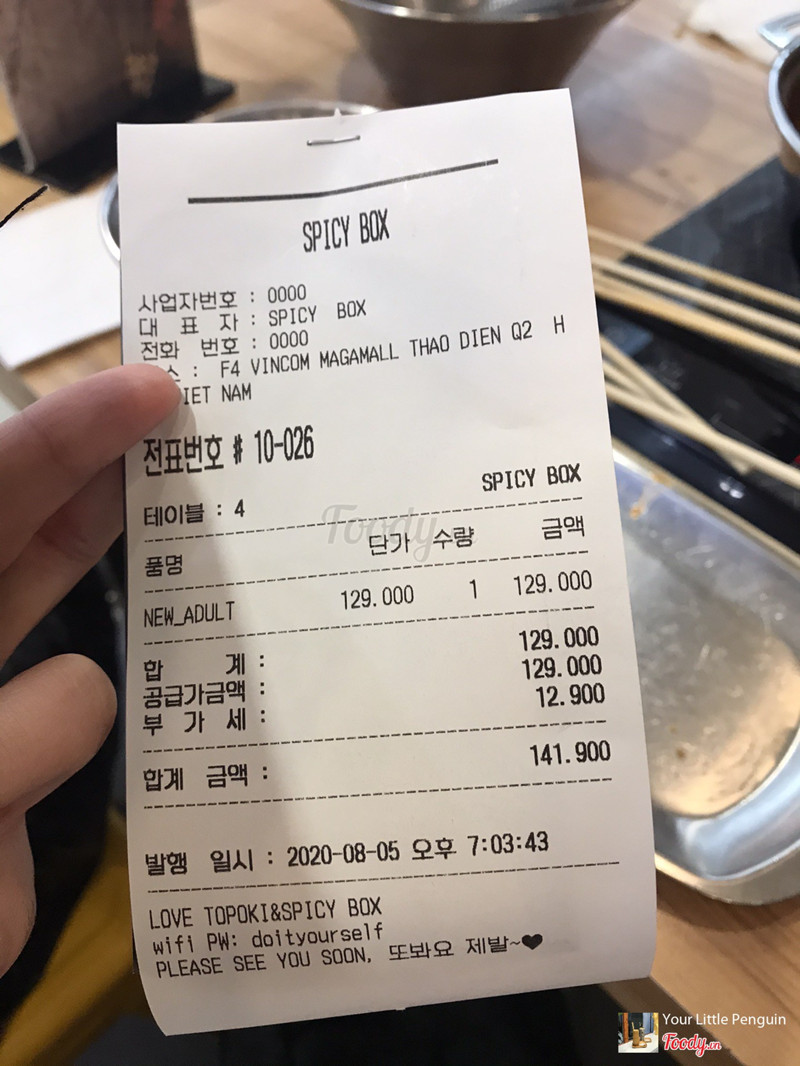 SPICY BOX
사업자번호 : 0000
대 표 자 : SPICY BOX
전화 번호 : 0000
소 : F4 VINCOM MAGAMALL THAO DIEN Q2 H
IET NAM
전표번호 # 10-026
SPICY BOX
테이블 : 4
품명 단가 수량 금액
NEW_ADULT 129.000 1 129.000
합 계 : 129.000
공급가금액 : 129.000
부 가 세 : 12.900
합계 금액 : 141.900
발행 일시 : 2020-08-05 오후 7:03:43
LOVE TOPOKI&SPICY BOX
wifi PW: doityourself
PLEASE SEE YOU SOON, 또봐요 제발~♥
Foody
Your Little Penguin
Foody.vn